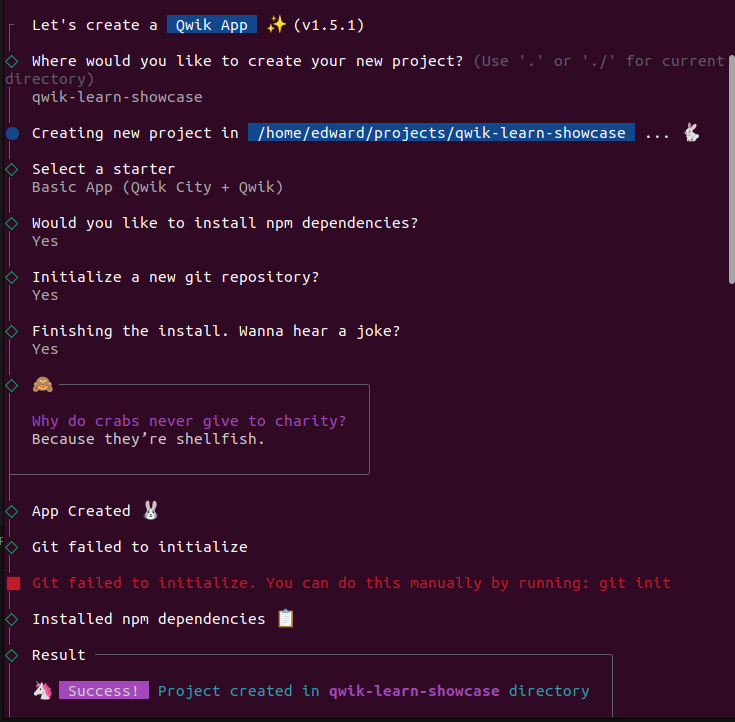 Let's create a Qwik App ✨ (v1.5.1)
Where would you like to create your new project? (Use '.' or './' for current
directory)
qwik-learn-showcase
Creating new project in /home/edward/projects/qwik-learn-showcase ... 🐇
Select a starter
Basic App (Qwik City + Qwik)
Would you like to install npm dependencies?
Yes
Initialize a new git repository?
Yes
Finishing the install. Wanna hear a joke?
Yes
🙈
Why do crabs never give to charity?
Because they’re shellfish.
App Created 🐰
Git failed to initialize
Git failed to initialize. You can do this manually by running: git init
Installed npm dependencies 📋
Result
🦄 Success! Project created in qwik-learn-showcase directory